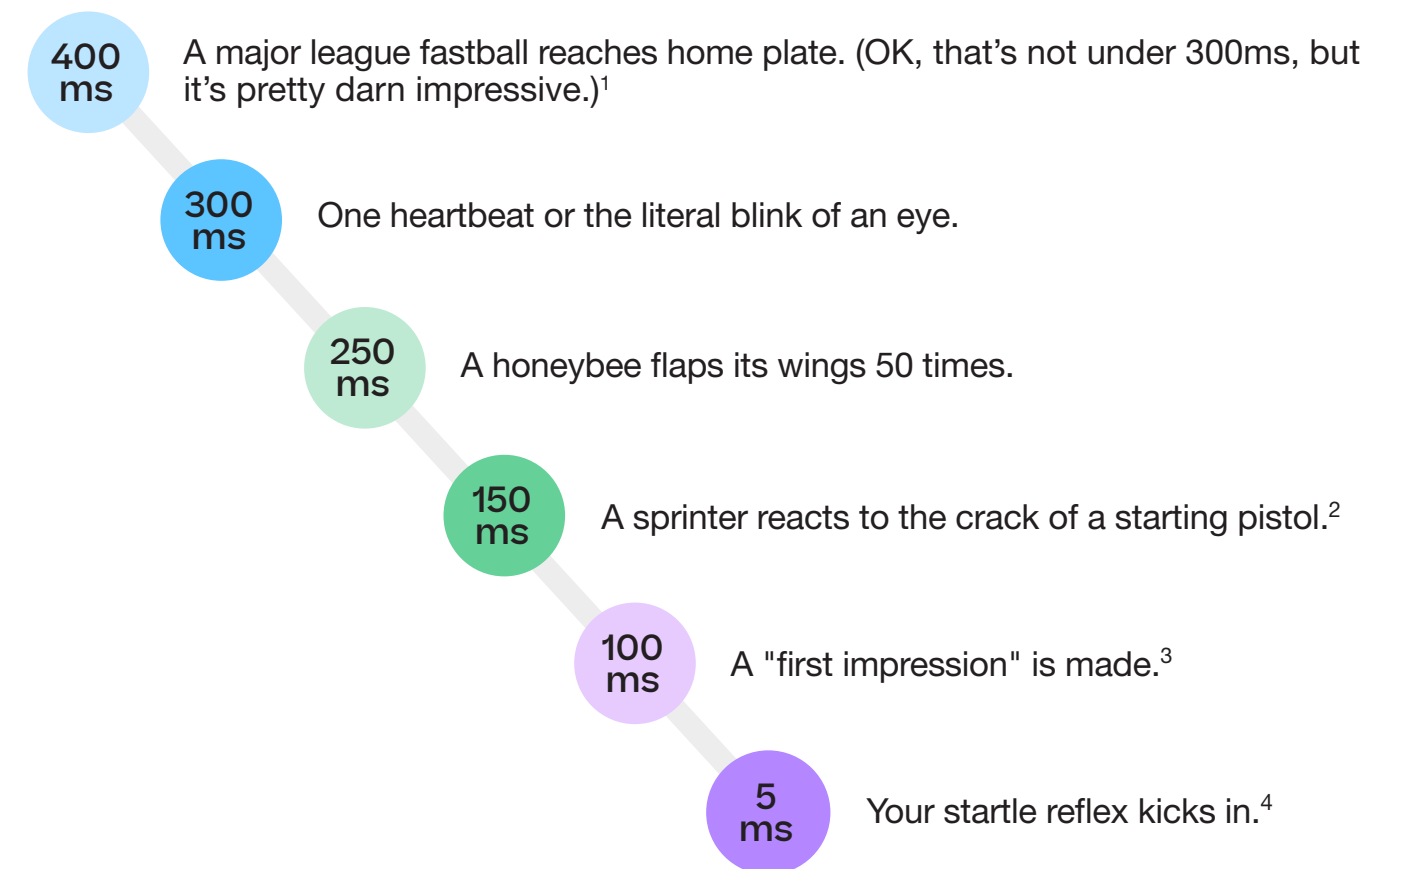 400
ms
A major league fastball reaches home plate. (OK, that’s not under 300ms, but
it’s pretty darn impressive.)¹
300
ms
One heartbeat or the literal blink of an eye.
250
ms
A honeybee flaps its wings 50 times.
150
ms
A sprinter reacts to the crack of a starting pistol.²
100
ms
A "first impression" is made.³
5
ms
Your startle reflex kicks in.⁴